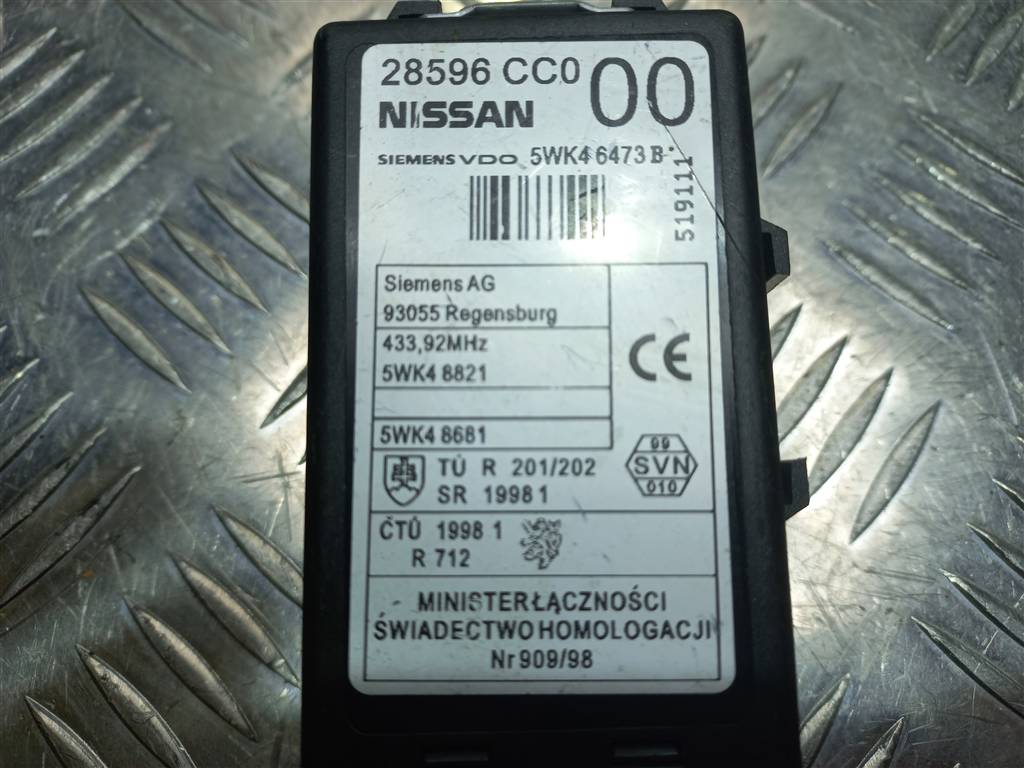 28596 CC0 00
NISSAN
SIEMENS VDO 5WK4 6473 B
519111
Siemens AG
93055 Regensburg
433,92MHz
5WK4 8821
5WK4 8681
CE
TÚ R 201/202
SR 1998 1
09
SVN
010
ČTÚ 1998 1
R 712
MINISTER ŁĄCZNOŚCI
ŚWIADECTWO HOMOLOGACJI
Nr 909/98